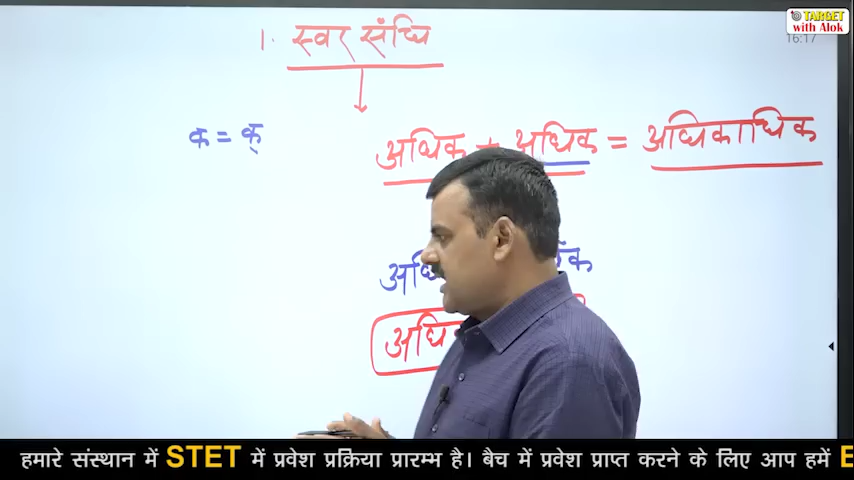 TARGET
with Alok
16:17
1. स्वर संधि
क = क्
अधिक + अधिक = अधिकाधिक
हमारे संस्थान में STET में प्रवेश प्रक्रिया प्रारम्भ है। बैच में प्रवेश प्राप्त करने के लिए आप हमें